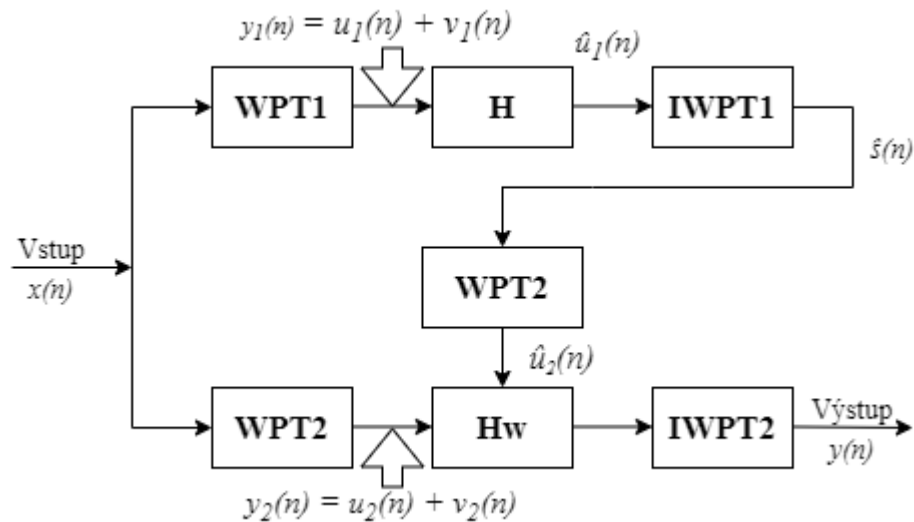 y₁(n) = u₁(n) + v₁(n)
û₁(n)
WPT1
H
IWPT1
ŝ(n)
Vstup
x(n)
WPT2
û₂(n)
WPT2
Hw
IWPT2
Výstup
y(n)
y₂(n) = u₂(n) + v₂(n)